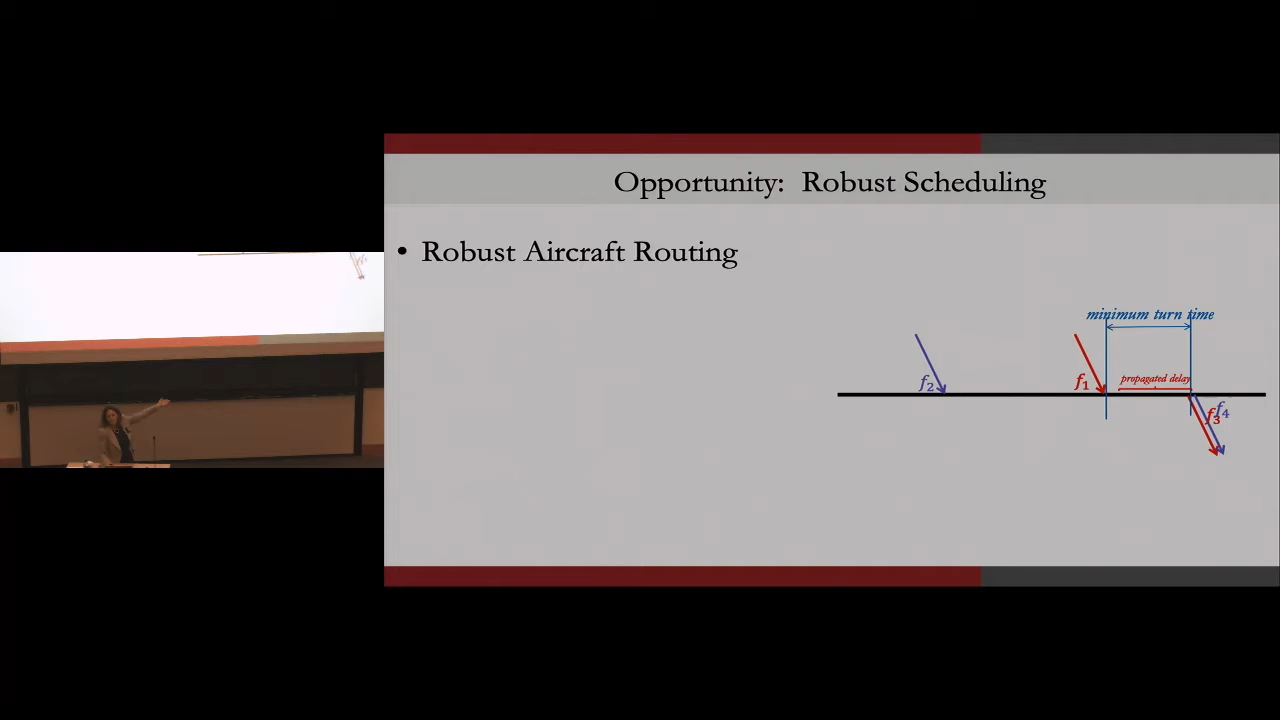 Opportunity: Robust Scheduling
• Robust Aircraft Routing
minimum turn time
f2
f1
propagated delay
f3
f4